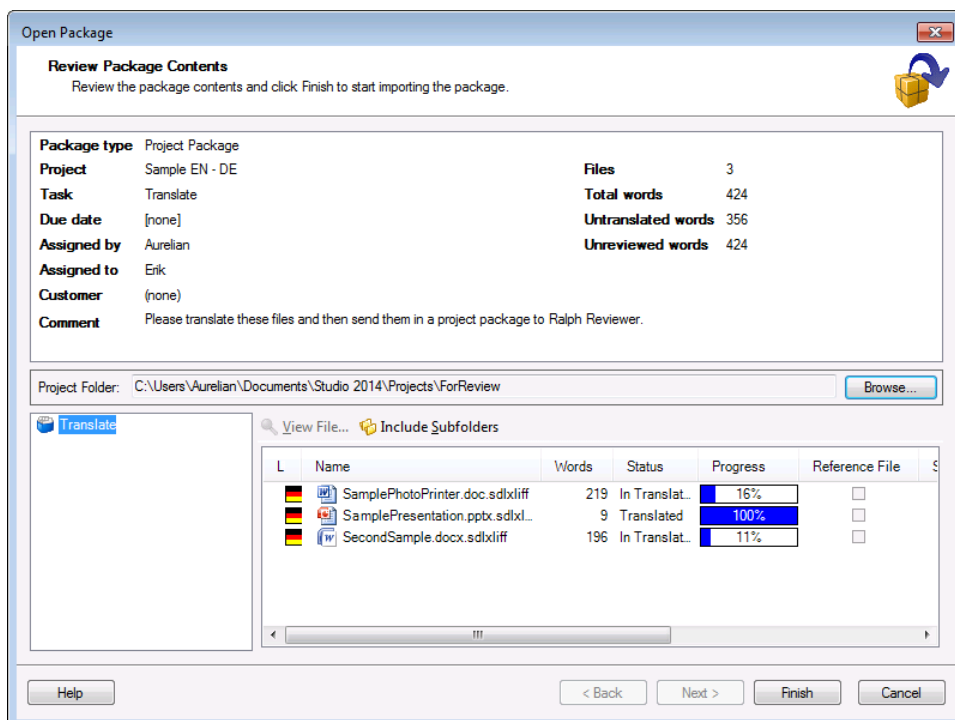 Open Package
Review Package Contents
Review the package contents and click Finish to start importing the package.
Package type Project Package
Project Sample EN - DE Files 3
Task Translate Total words 424
Due date [none] Untranslated words 356
Assigned by Aurelian Unreviewed words 424
Assigned to Erik
Customer (none)
Comment Please translate these files and then send them in a project package to Ralph Reviewer.
Project Folder: C:\Users\Aurelian\Documents\Studio 2014\Projects\ForReview Browse...
Translate View File... Include Subfolders
L Name Words Status Progress Reference File S
SamplePhotoPrinter.doc.sdlxliff 219 In Translat... 16%
SamplePresentation.pptx.sdlxl... 9 Translated 100%
SecondSample.docx.sdlxliff 196 In Translat... 11%
Help < Back Next > Finish Cancel